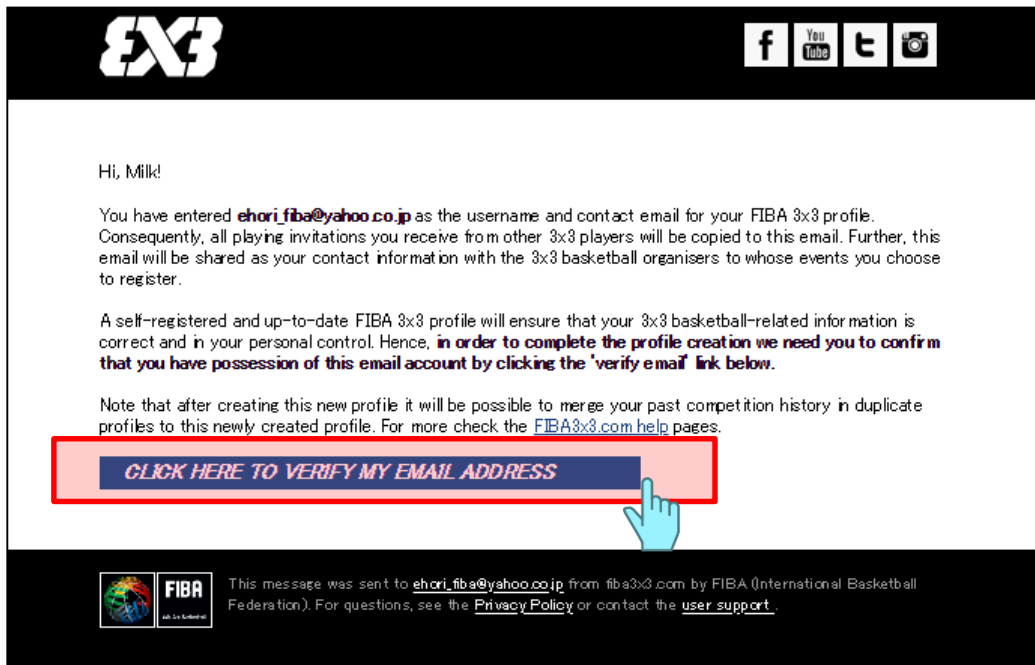 3X3
f You Tube t
Hi, Milk!
You have entered ehori_fiba@yahoo.co.jp as the username and contact email for your FIBA 3x3 profile.
Consequently, all playing invitations you receive from other 3x3 players will be copied to this email. Further, this
email will be shared as your contact information with the 3x3 basketball organisers to whose events you choose
to register.
A self-registered and up-to-date FIBA 3x3 profile will ensure that your 3x3 basketball-related information is
correct and in your personal control. Hence, in order to complete the profile creation we need you to confirm
that you have possession of this email account by clicking the 'verify email' link below.
Note that after creating this new profile it will be possible to merge your past competition history in duplicate
profiles to this newly created profile. For more check the FIBA3x3.com help pages.
CLICK HERE TO VERIFY MY EMAIL ADDRESS
FIBA
We Are Basketball
This message was sent to ehori_fiba@yahoo.co.jp from fiba3x3.com by FIBA (International Basketball
Federation). For questions, see the Privacy Policy or contact the user support .